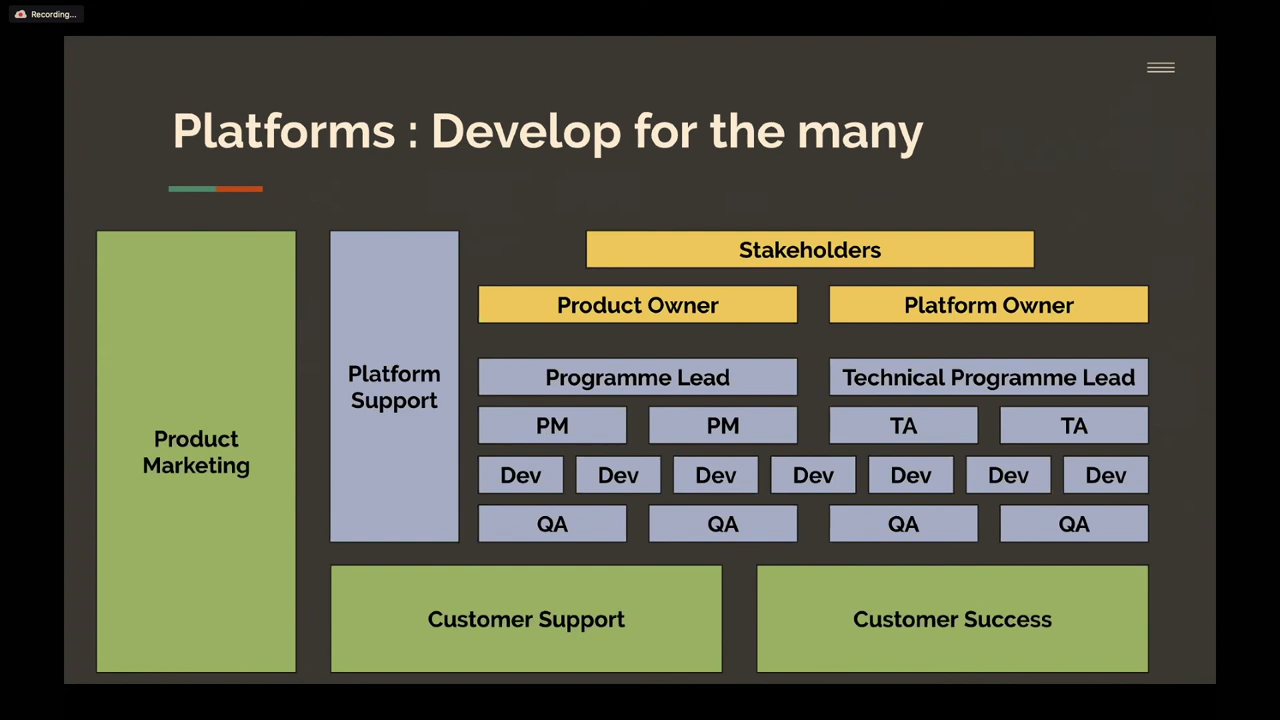 Recording...
Platforms : Develop for the many
Product
Marketing
Platform
Support
Stakeholders
Product Owner
Platform Owner
Programme Lead
Technical Programme Lead
PM
PM
TA
TA
Dev
Dev
Dev
Dev
Dev
Dev
Dev
QA
QA
QA
QA
Customer Support
Customer Success